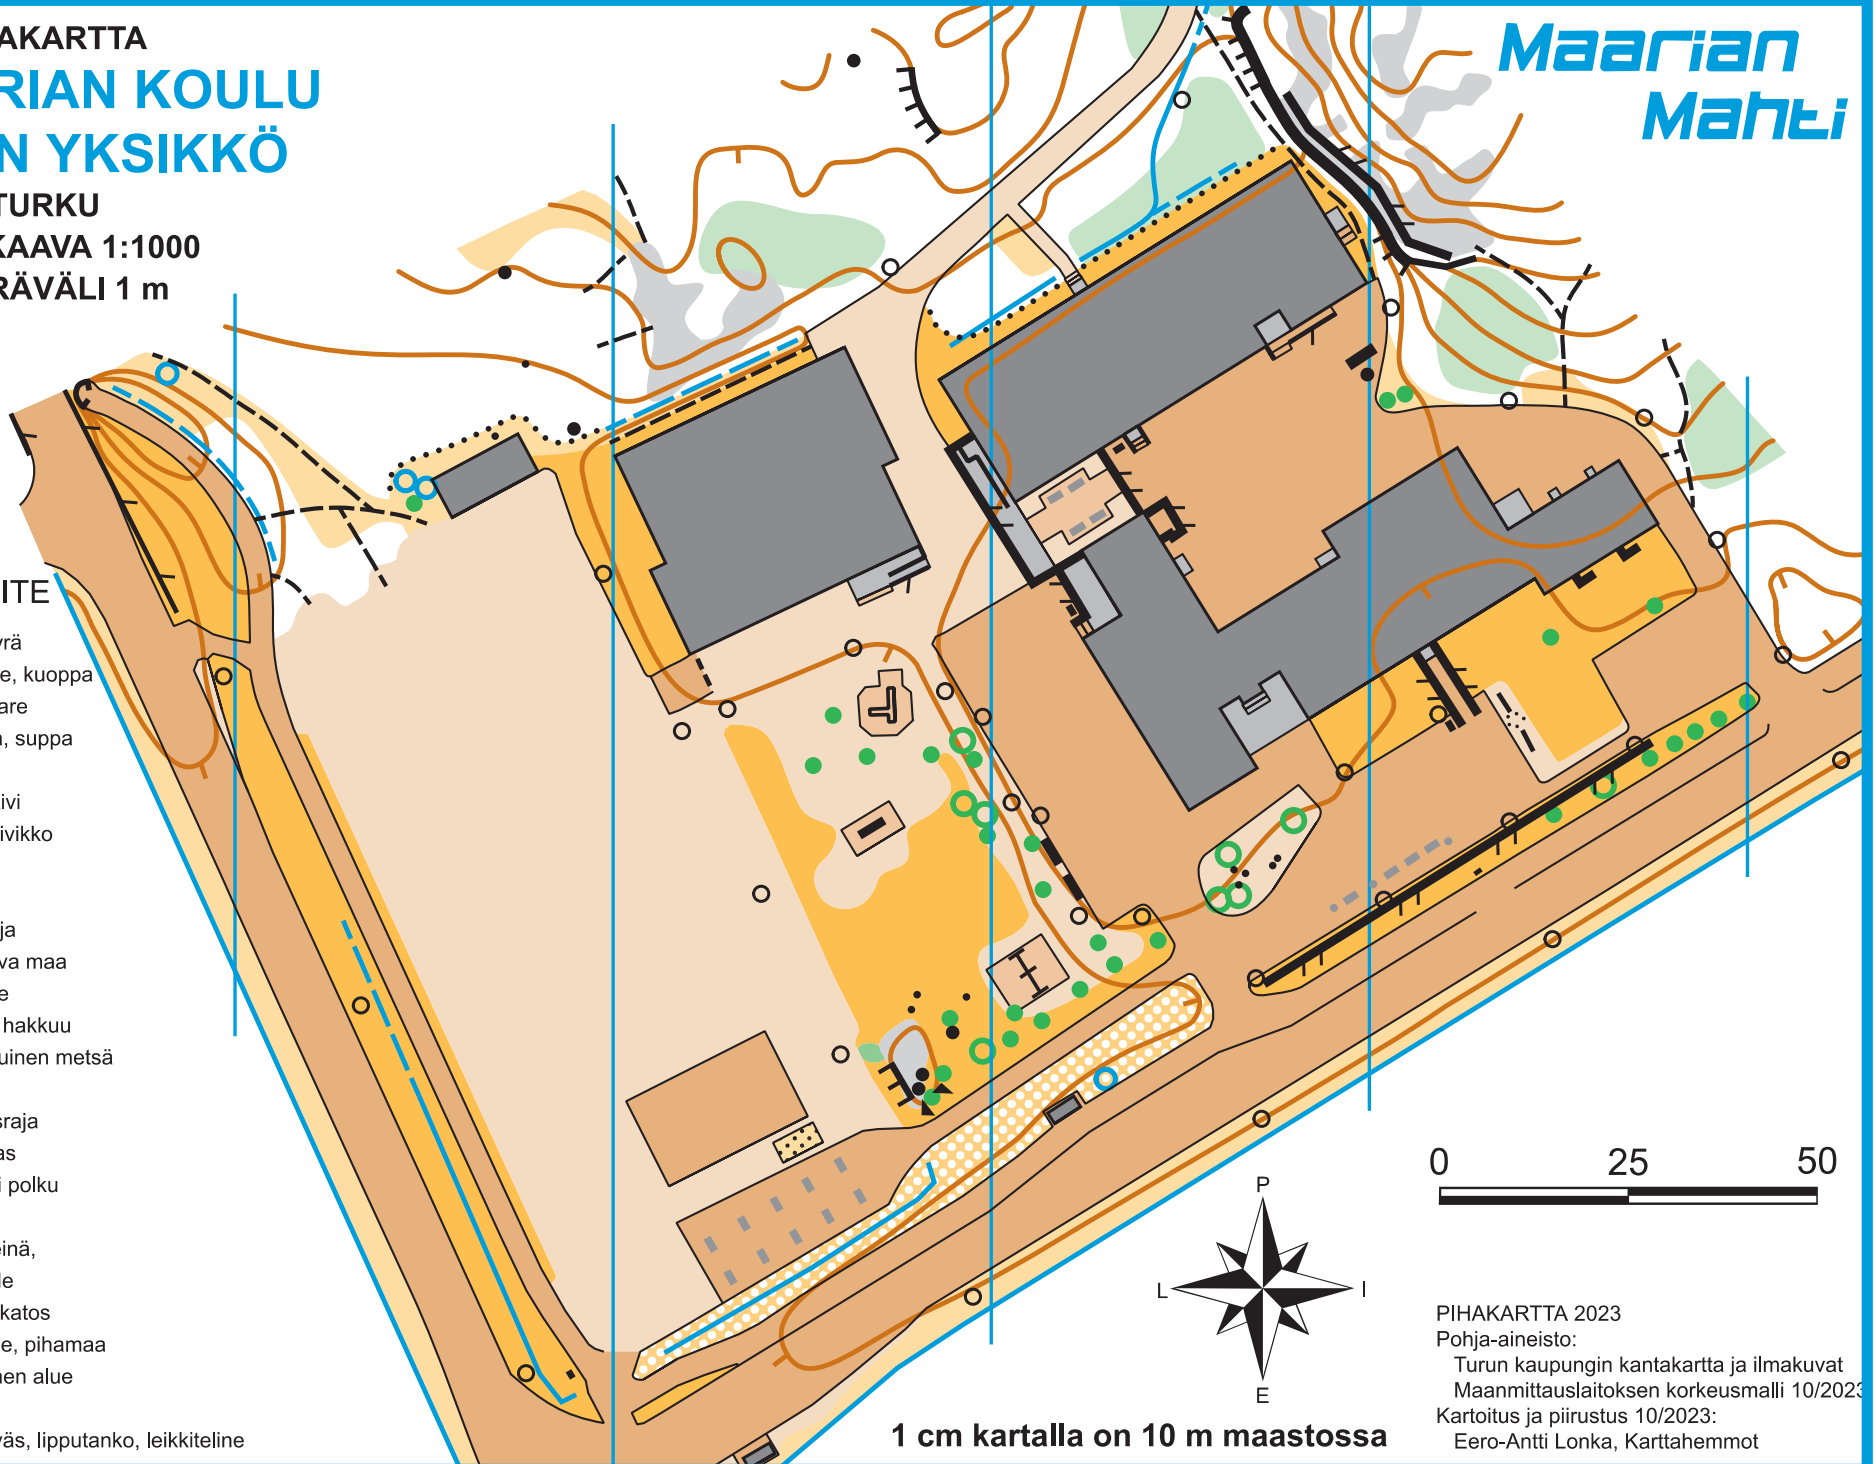 AKARTTA
RIAN KOULU
N YKSIKKÖ
TURKU
KAAVA 1:1000
RÄVÄLI 1 m
Maarian
Mahti
ITE
yrä
e, kuoppa
are
, suppa
ivi
ivikko
ja
va maa
e
hakkuu
uinen metsä
sraja
as
i polku
einä,
le
katos
e, pihamaa
nen alue
väs, lipputanko, leikkiteline
0 25 50
P
L I
E
1 cm kartalla on 10 m maastossa
PIHAKARTTA 2023
Pohja-aineisto:
Turun kaupungin kantakartta ja ilmakuvat
Maanmittauslaitoksen korkeusmalli 10/2023
Kartoitus ja piirustus 10/2023:
Eero-Antti Lonka, Karttahemmot